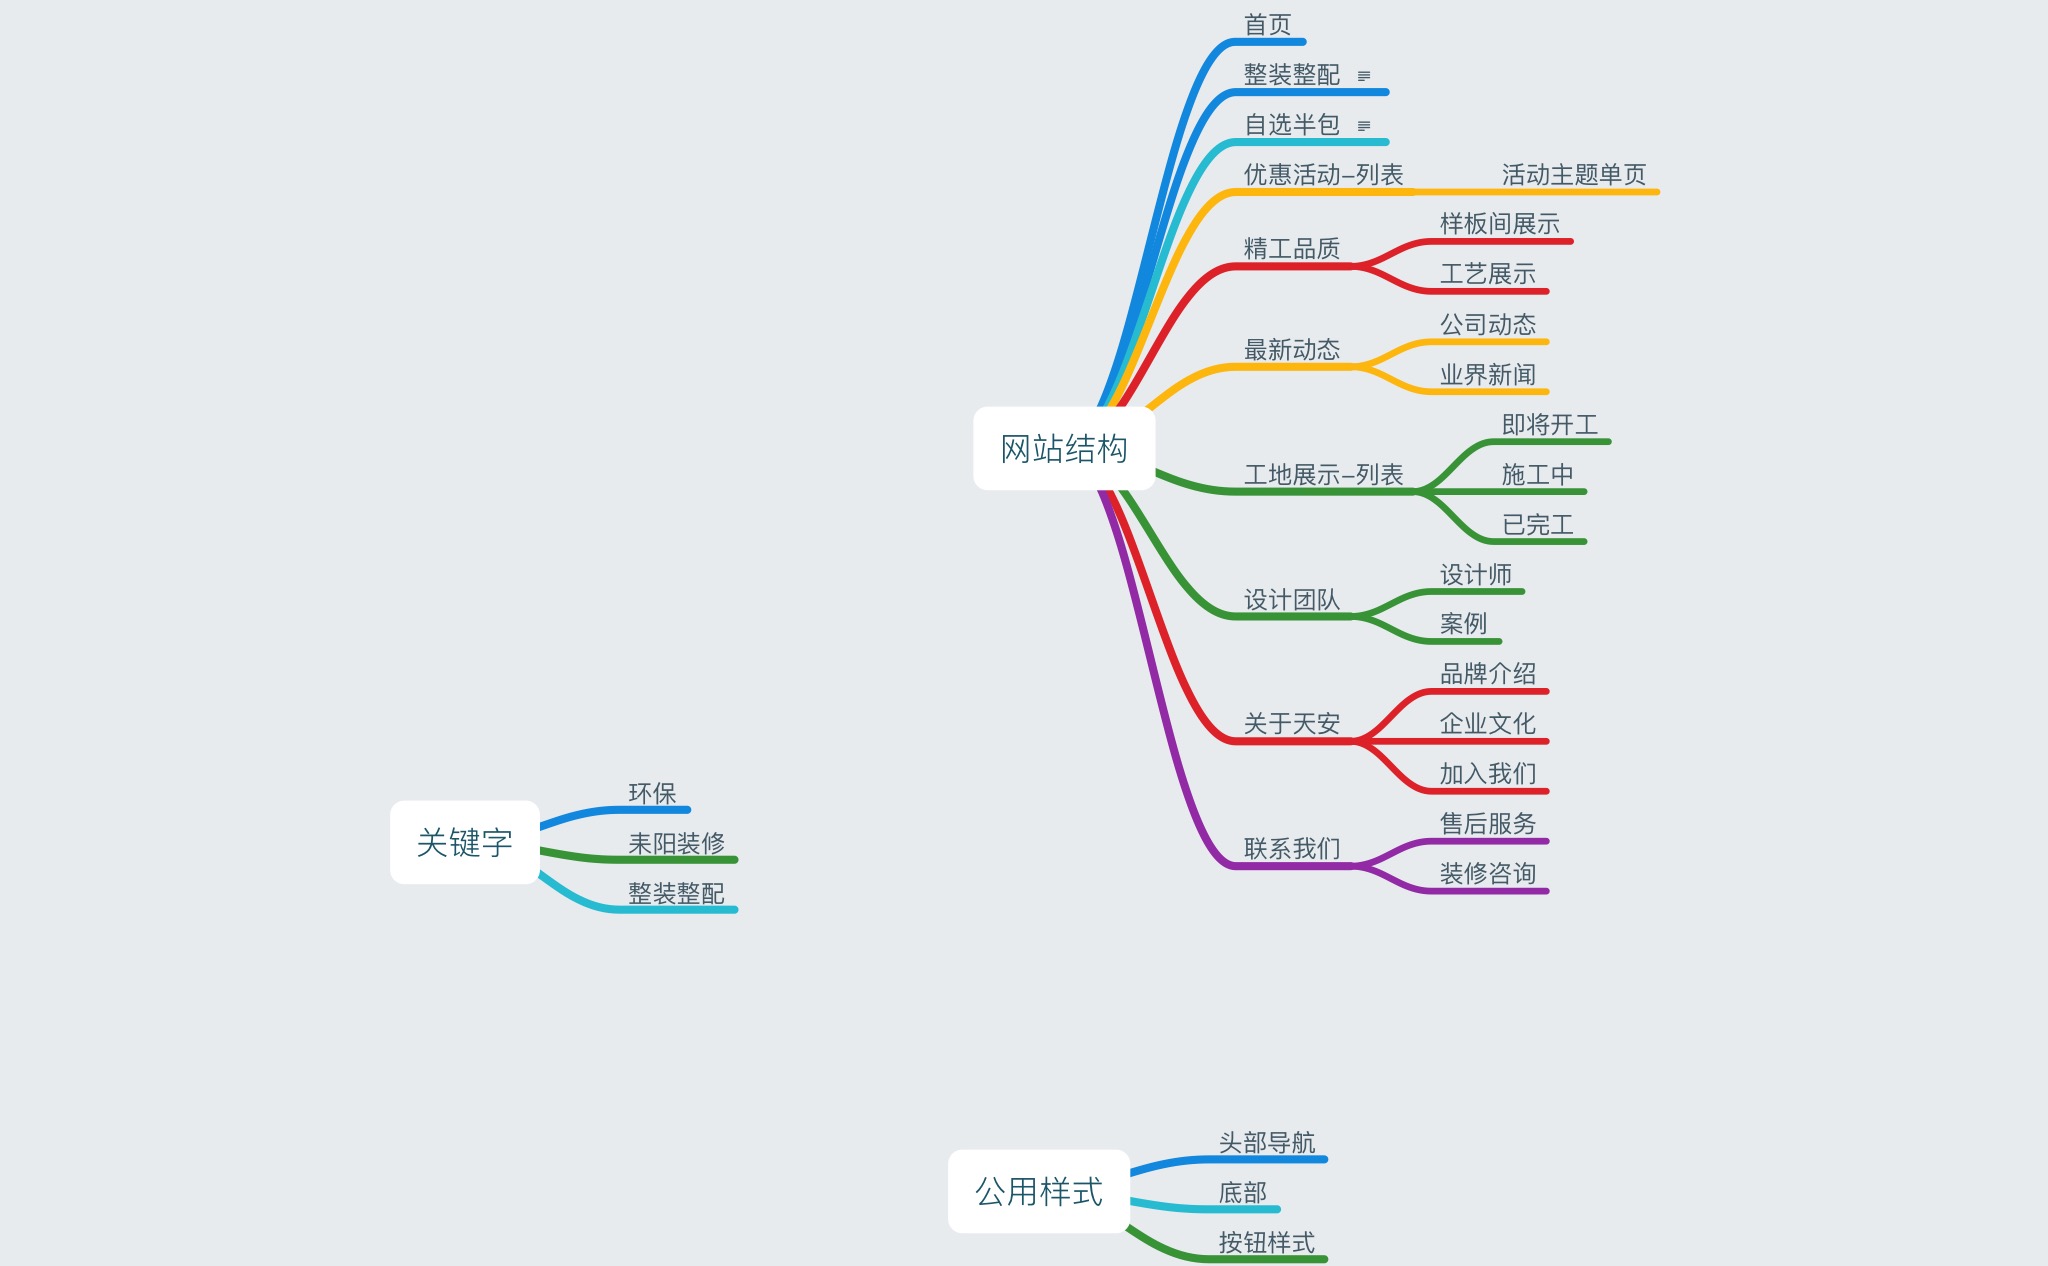 网站结构
首页
整装整配
自选半包
优惠活动–列表
活动主题单页
精工品质
样板间展示
工艺展示
最新动态
公司动态
业界新闻
工地展示–列表
即将开工
施工中
已完工
设计团队
设计师
案例
关于天安
品牌介绍
企业文化
加入我们
联系我们
售后服务
装修咨询
关键字
环保
耒阳装修
整装整配
公用样式
头部导航
底部
按钮样式